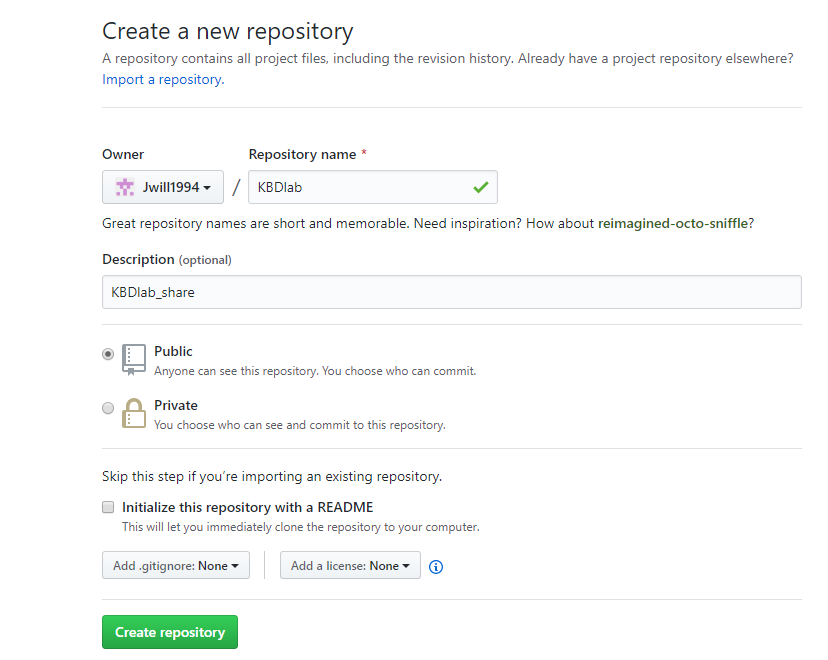 Create a new repository
A repository contains all project files, including the revision history. Already have a project repository elsewhere?
Import a repository.
Owner
Repository name *
Jwill1994
/
KBDlab
Great repository names are short and memorable. Need inspiration? How about reimagined-octo-sniffle?
Description (optional)
KBDlab_share
Public
Anyone can see this repository. You choose who can commit.
Private
You choose who can see and commit to this repository.
Skip this step if you’re importing an existing repository.
Initialize this repository with a README
This will let you immediately clone the repository to your computer.
Add .gitignore: None
Add a license: None
Create repository